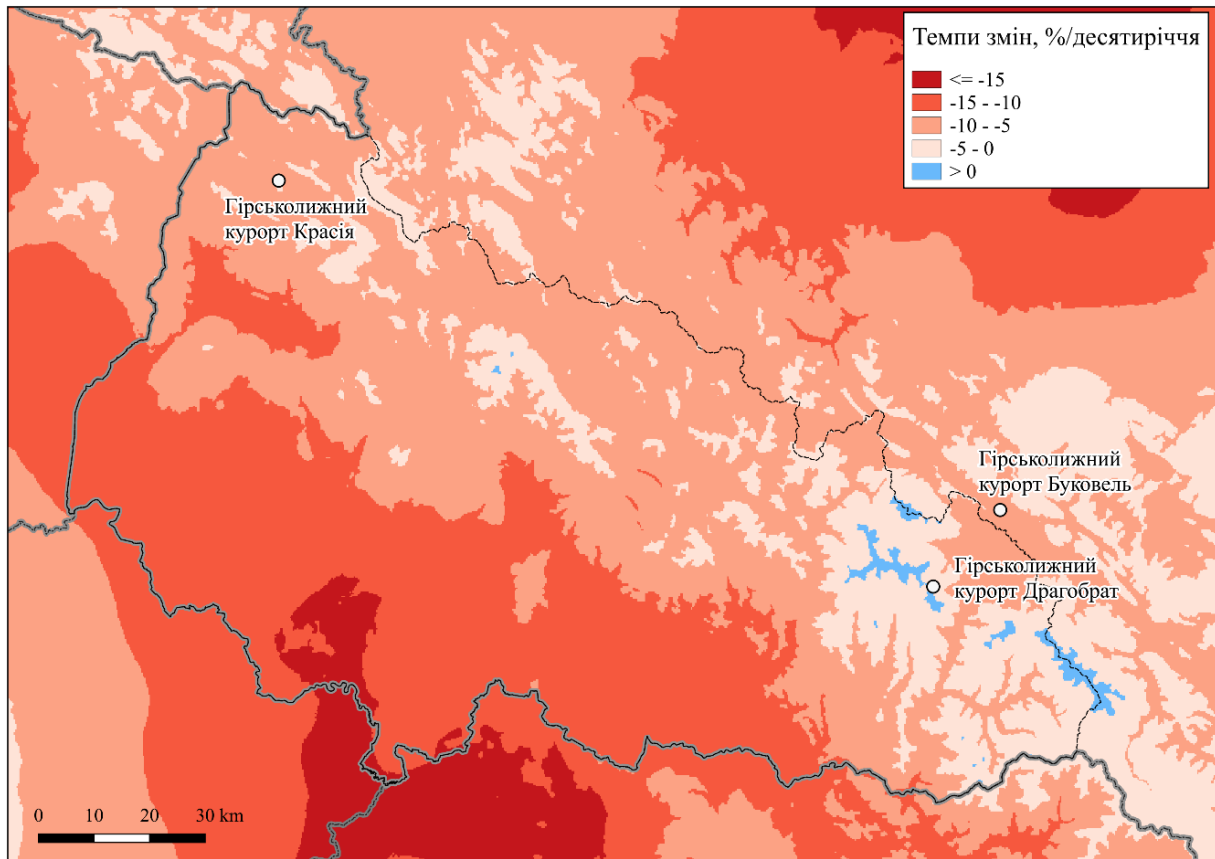 Темпи змін, %/десятиріччя
<= -15
-15 - -10
-10 - -5
-5 - 0
> 0
Гірськолижний
курорт Красія
Гірськолижний
курорт Буковель
Гірськолижний
курорт Драгобрат
0 10 20 30 km